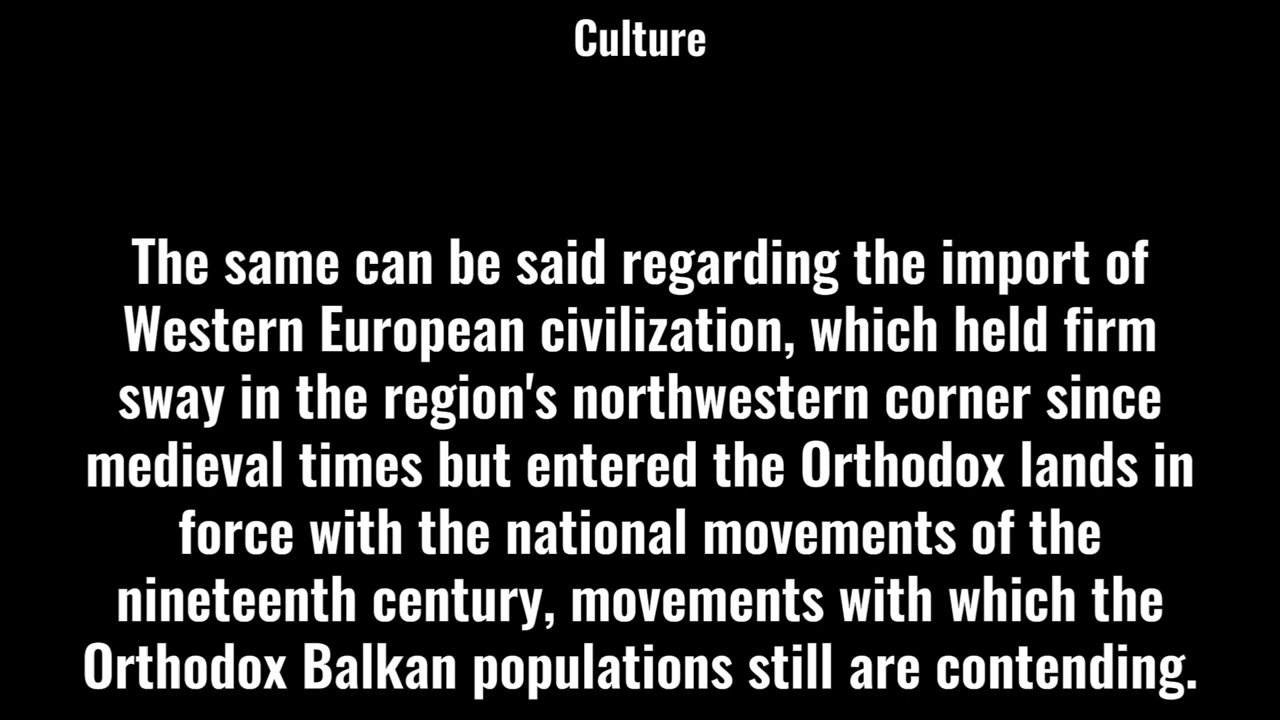 Culture
The same can be said regarding the import of
Western European civilization, which held firm
sway in the region's northwestern corner since
medieval times but entered the Orthodox lands in
force with the national movements of the
nineteenth century, movements with which the
Orthodox Balkan populations still are contending.